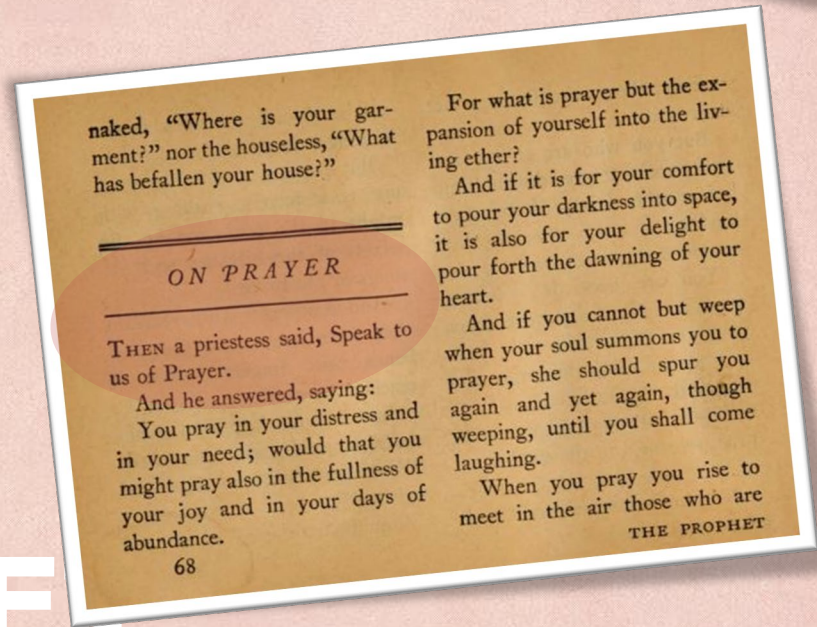 naked, “Where is your gar-
ment?” nor the houseless, “What
has befallen your house?”
ON PRAYER
THEN a priestess said, Speak to
us of Prayer.
And he answered, saying:
You pray in your distress and
in your need; would that you
might pray also in the fullness of
your joy and in your days of
abundance.
68
For what is prayer but the ex-
pansion of yourself into the liv-
ing ether?
And if it is for your comfort
to pour your darkness into space,
it is also for your delight to
pour forth the dawning of your
heart.
And if you cannot but weep
when your soul summons you to
prayer, she should spur you
again and yet again, though
weeping, until you shall come
laughing.
When you pray you rise to
meet in the air those who are
THE PROPHET